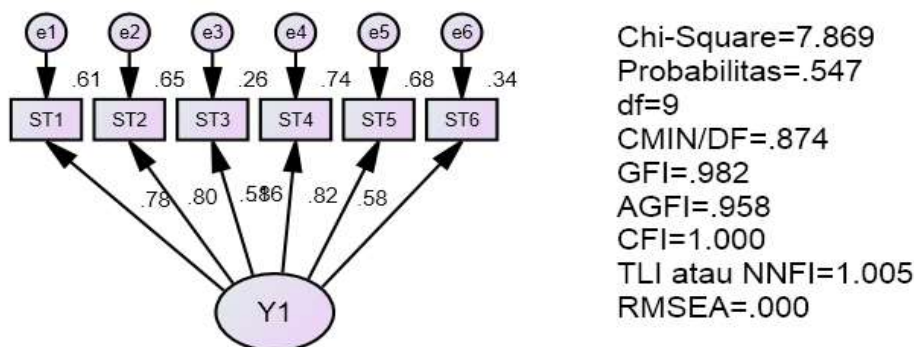 e1 e2 e3 e4 e5 e6
.61 .65 .26 .74 .68 .34
ST1 ST2 ST3 ST4 ST5 ST6
.78 .80 .51 .86 .82 .58
Y1
Chi-Square=7.869
Probabilitas=.547
df=9
CMIN/DF=.874
GFI=.982
AGFI=.958
CFI=1.000
TLI atau NNFI=1.005
RMSEA=.000